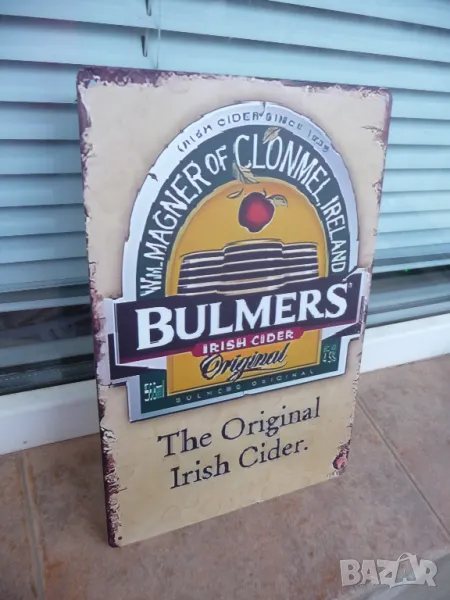 IRISH CIDER SINCE 1935
WM. MAGNER OF CLONMEL, IRELAND
BULMERS
IRISH CIDER
Original
568ml
4.5%
BULMERS ORIGINAL
The Original
Irish Cider.
BAZAR